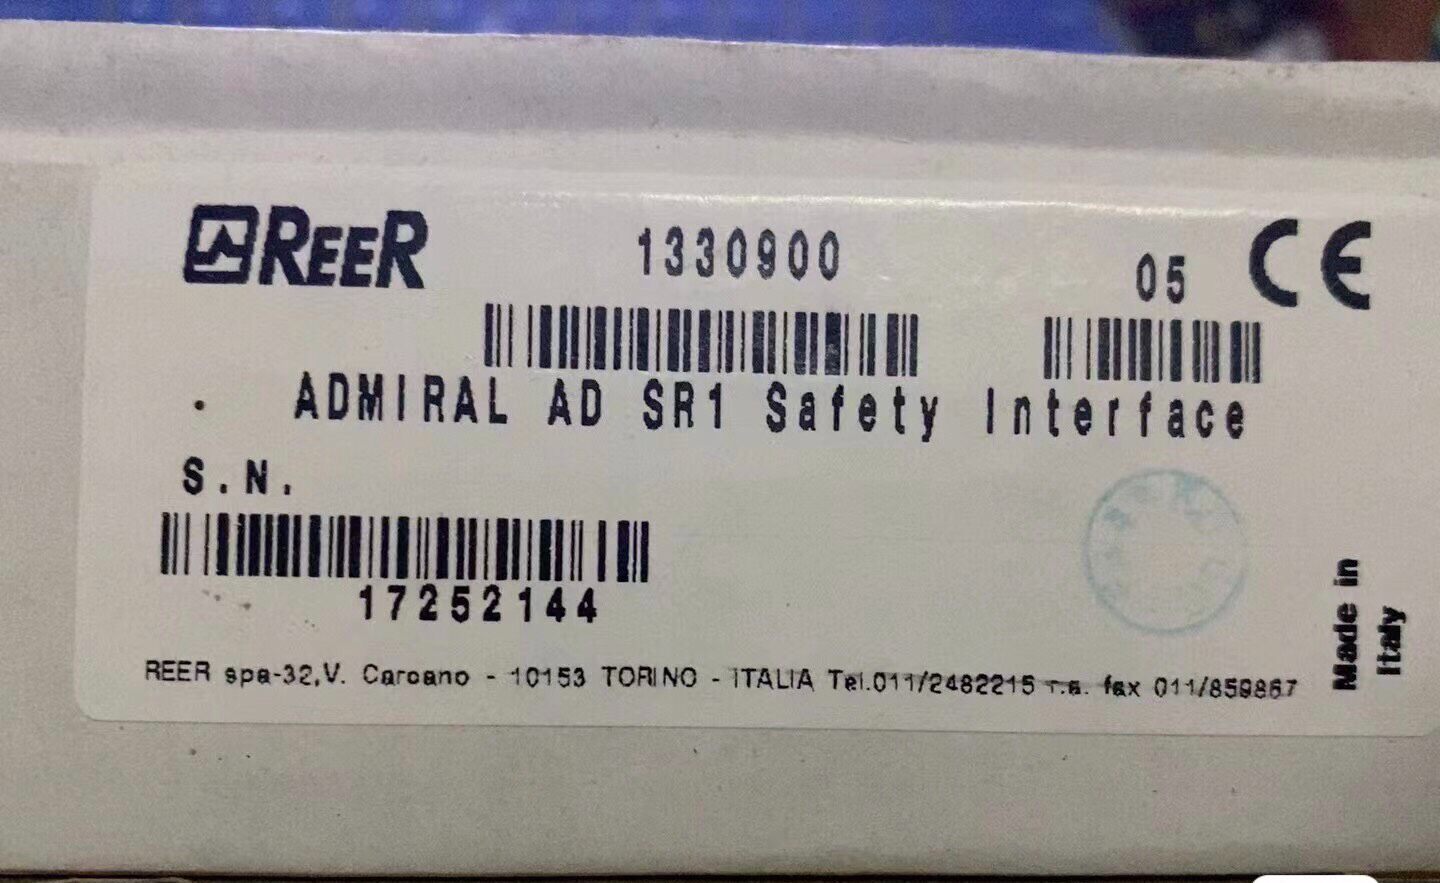 REER
1330900
05
CE
ADMIRAL AD SR1 Safety Interface
S.N.
17252144
REER spa-32,V. Carcano - 10153 TORINO - ITALIA Tel.011/2482215 r.a. fax 011/859867
Made in
Italy